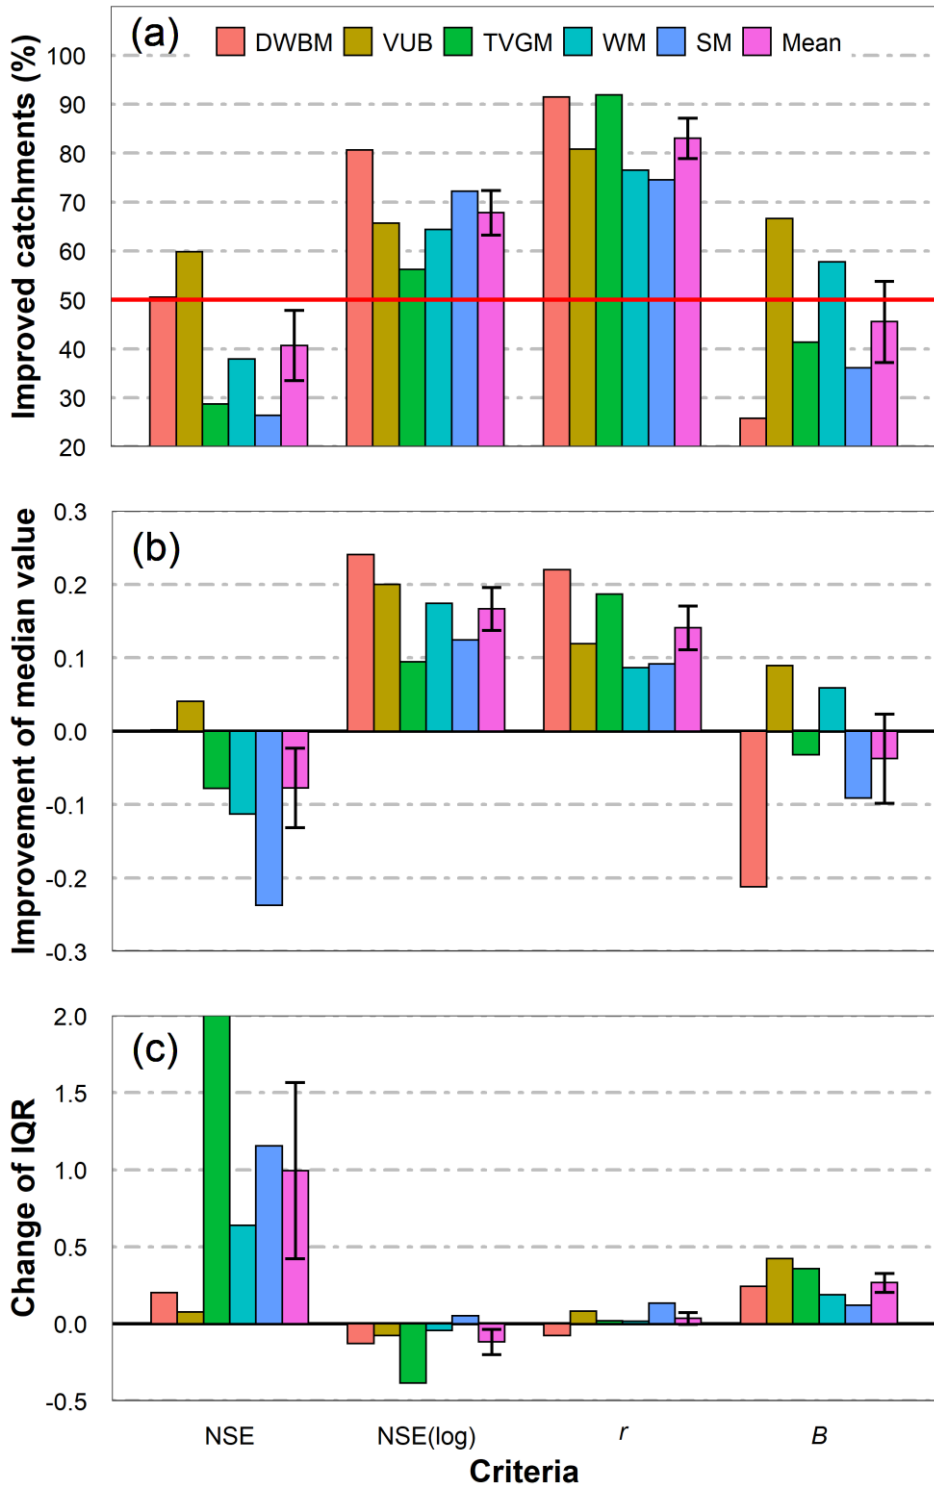 (a)
DWBM VUB TVGM WM SM Mean
Improved catchments (%)
100
90
80
70
60
50
40
30
20
(b)
Improvement of median value
0.3
0.2
0.1
0.0
-0.1
-0.2
-0.3
(c)
Change of IQR
2.0
1.5
1.0
0.5
0.0
-0.5
NSE NSE(log) r B
Criteria